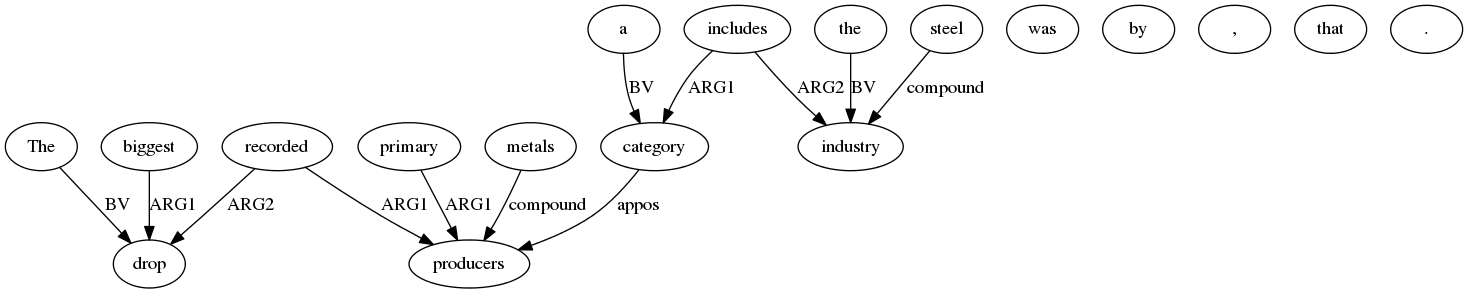 a includes the steel was by , that .
BV ARG1 ARG2 BV compound
The biggest recorded primary metals category industry
BV ARG1 ARG2 ARG1 ARG1 compound appos
drop producers